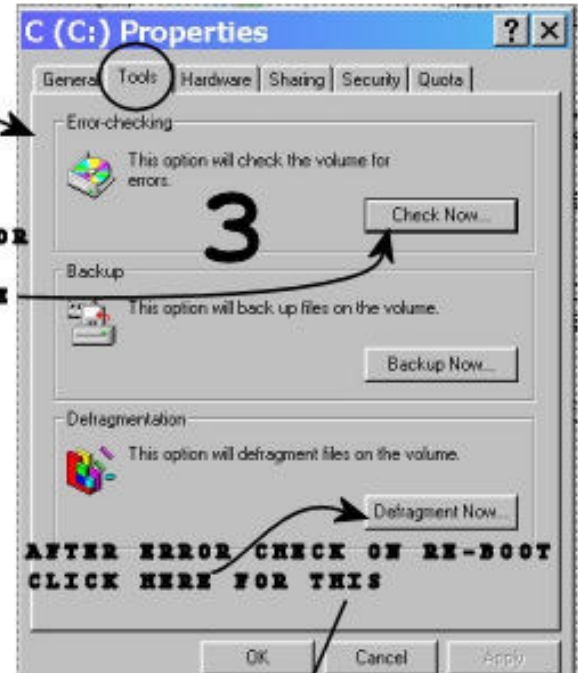 C (C:) Properties
? ×
General Tools Hardware Sharing Security Quota
Error-checking
This option will check the volume for
errors.
3
Check Now...
OR
Backup
This option will back up files on the volume.
Backup Now...
Defragmentation
This option will defragment files on the volume.
Defragment Now...
AFTER ERROR CHECK ON RE-BOOT
CLICK HERE FOR THIS
OK Cancel Apply